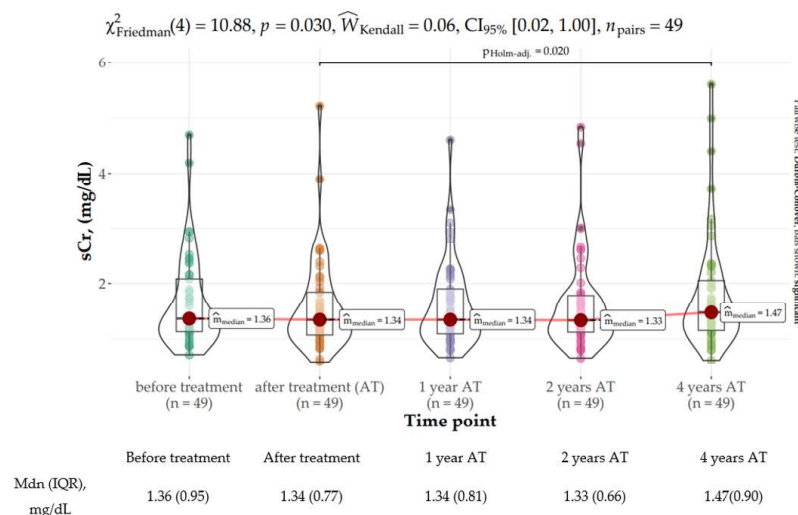 χ²Friedman(4) = 10.88, p = 0.030, ŴKendall = 0.06, CI95% [0.02, 1.00], npairs = 49
pHolm-adj. = 0.020
6
4
2
sCr, (mg/dL)
m̂median = 1.36
m̂median = 1.34
m̂median = 1.34
m̂median = 1.33
m̂median = 1.47
before treatment after treatment (AT) 1 year AT 2 years AT 4 years AT
(n = 49) (n = 49) (n = 49) (n = 49) (n = 49)
Time point
Before treatment After treatment 1 year AT 2 years AT 4 years AT
Mdn (IQR),
mg/dL
1.36 (0.95) 1.34 (0.77) 1.34 (0.81) 1.33 (0.66) 1.47(0.90)